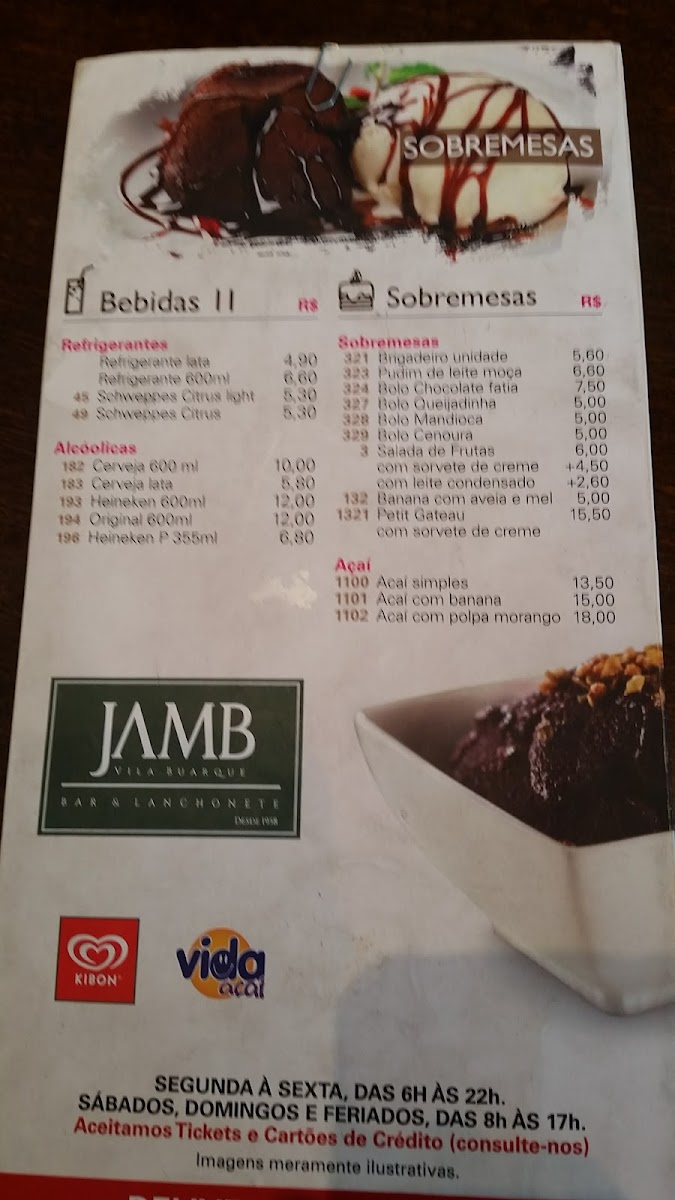 SOBREMESAS
Bebidas II R$
Refrigerantes
Refrigerante lata 4,90
Refrigerante 600ml 6,60
45 Schweppes Citrus light 5,30
49 Schweppes Citrus 5,30
Alcóolicas
182 Cerveja 600 ml 10,00
183 Cerveja lata 5,80
193 Heineken 600ml 12,00
194 Original 600ml 12,00
196 Heineken P 355ml 6,80
Sobremesas R$
Sobremesas
321 Brigadeiro unidade 5,60
323 Pudim de leite moça 6,60
324 Bolo Chocolate fatia 7,50
327 Bolo Queijadinha 5,00
328 Bolo Mandioca 5,00
329 Bolo Cenoura 5,00
3 Salada de Frutas 6,00
com sorvete de creme +4,50
com leite condensado +2,60
132 Banana com aveia e mel 5,00
1321 Petit Gateau 15,50
com sorvete de creme
Açaí
1100 Açaí simples 13,50
1101 Açaí com banana 15,00
1102 Açaí com polpa morango 18,00
JAMB
VILA BUARQUE
BAR & LANCHONETE
DESDE 1958
KIBON
vida
açaí
SEGUNDA À SEXTA, DAS 6H ÀS 22h.
SÁBADOS, DOMINGOS E FERIADOS, DAS 8h ÀS 17h.
Aceitamos Tickets e Cartões de Crédito (consulte-nos)
Imagens meramente ilustrativas.